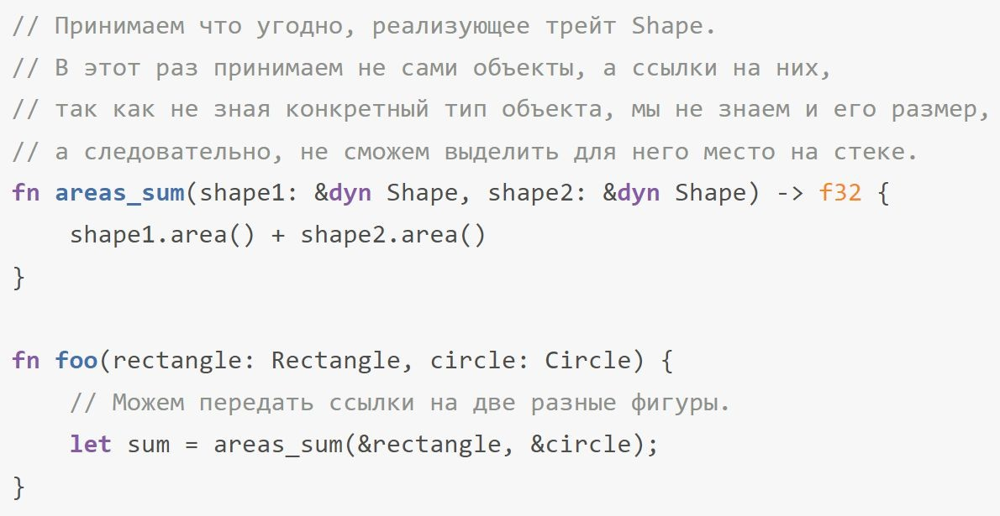 // Принимаем что угодно, реализующее трейт Shape.
// В этот раз принимаем не сами объекты, а ссылки на них,
// так как не зная конкретный тип объекта, мы не знаем и его размер,
// а следовательно, не сможем выделить для него место на стеке.
fn areas_sum(shape1: &dyn Shape, shape2: &dyn Shape) -> f32 {
    shape1.area() + shape2.area()
}

fn foo(rectangle: Rectangle, circle: Circle) {
    // Можем передать ссылки на две разные фигуры.
    let sum = areas_sum(&rectangle, &circle);
}